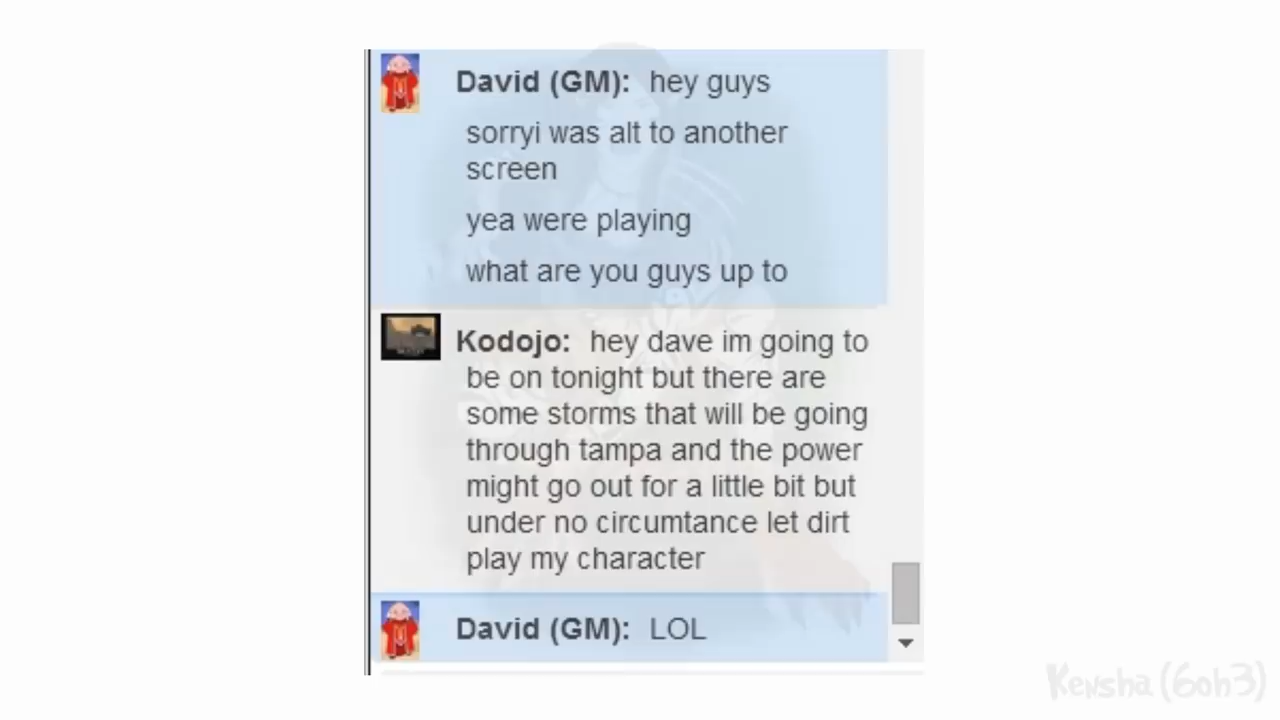 David (GM): hey guys
sorryi was alt to another
screen
yea were playing
what are you guys up to
Kodojo: hey dave im going to
be on tonight but there are
some storms that will be going
through tampa and the power
might go out for a little bit but
under no circumtance let dirt
play my character
David (GM): LOL
Kensha (6oh3)